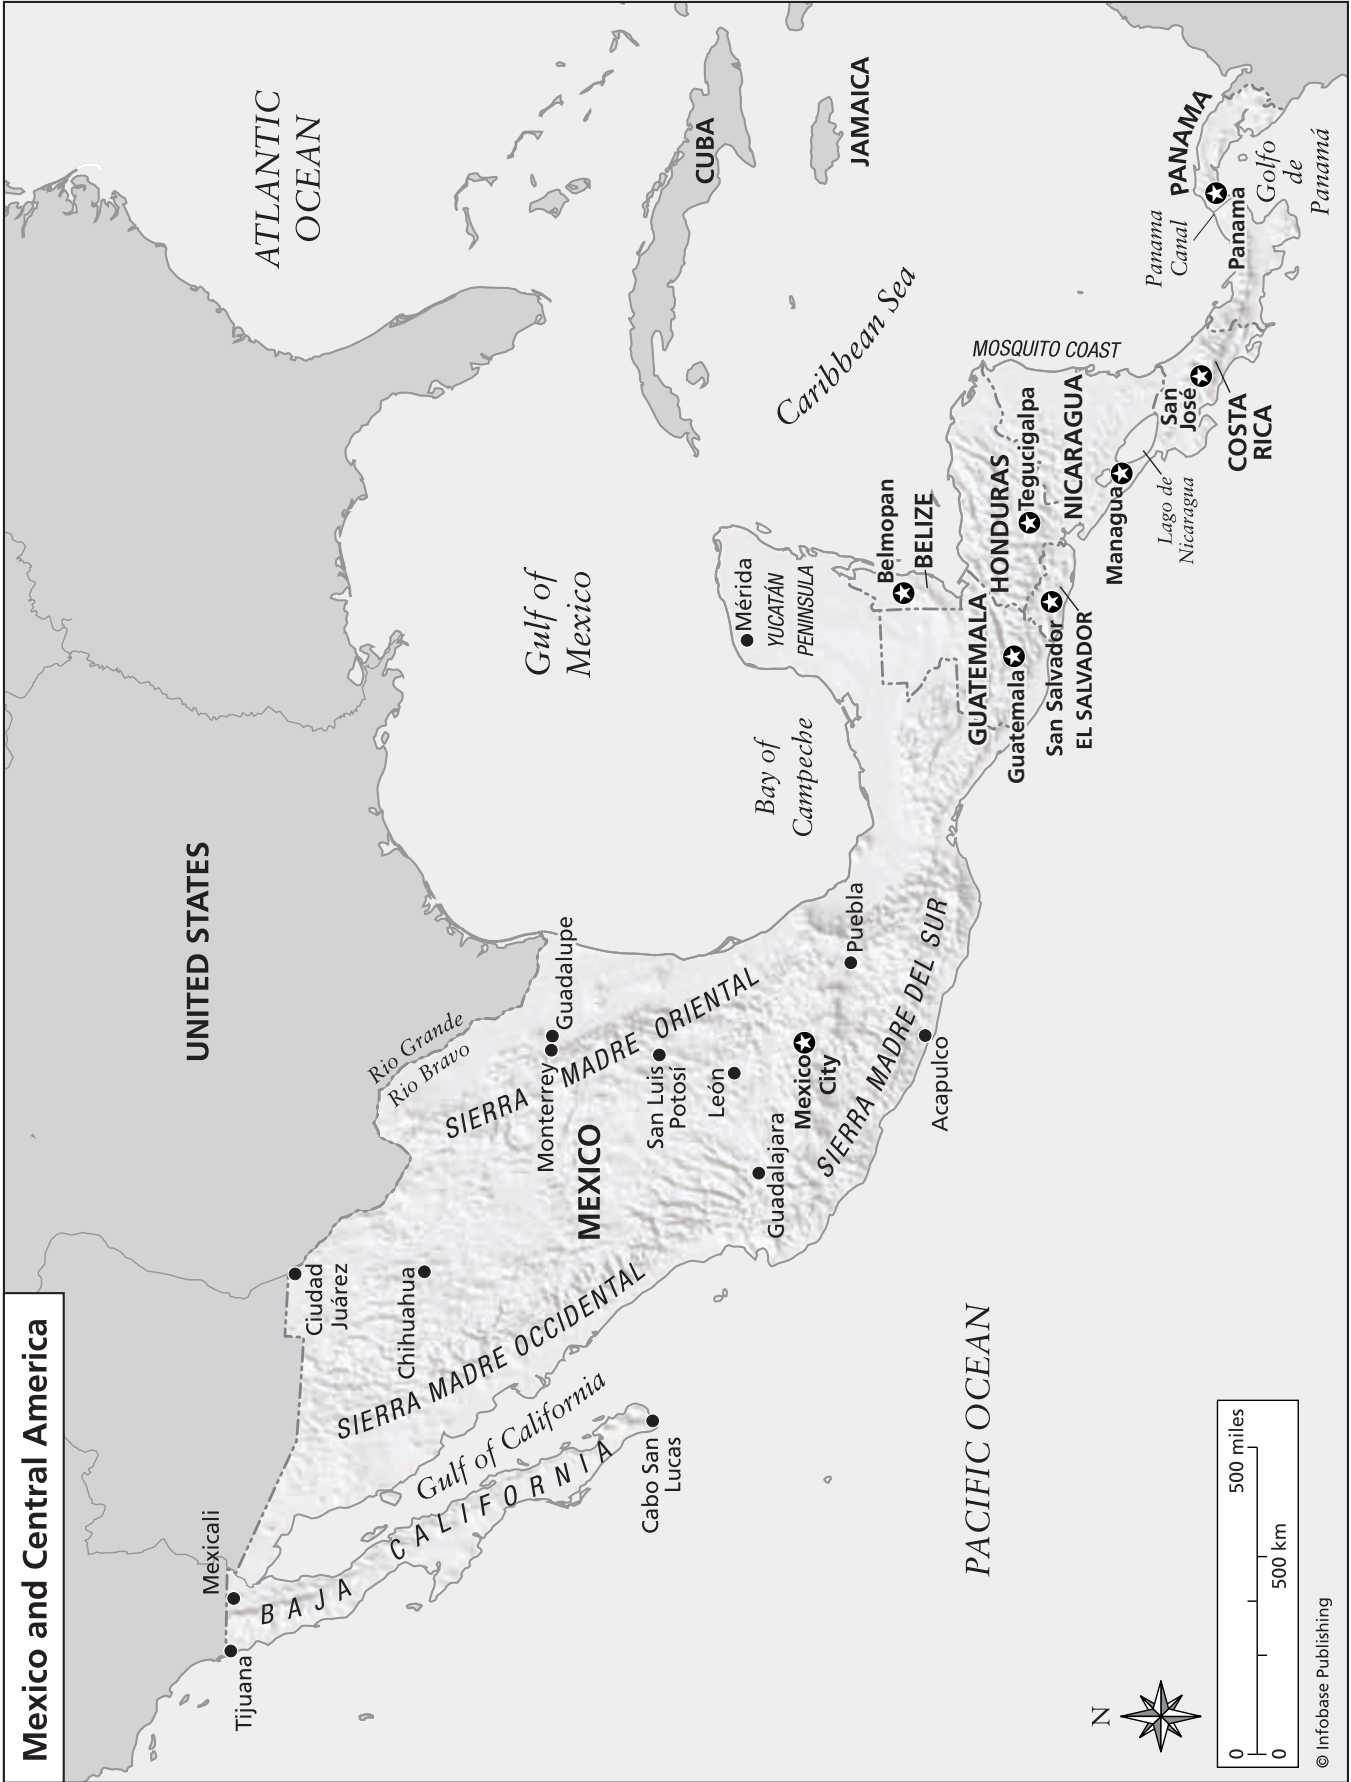 Mexico and Central America
UNITED STATES
ATLANTIC
OCEAN
Tijuana
Mexicali
Ciudad
Juárez
Chihuahua
Rio Grande
Rio Bravo
BAJA CALIFORNIA
Gulf of California
Cabo San
Lucas
SIERRA MADRE OCCIDENTAL
SIERRA MADRE ORIENTAL
Monterrey
Guadalupe
MEXICO
San Luis
Potosí
León
Guadalajara
Mexico
City
Puebla
SIERRA MADRE DEL SUR
Acapulco
Gulf of
Mexico
Bay of
Campeche
Mérida
YUCATÁN
PENINSULA
CUBA
JAMAICA
Caribbean Sea
Belmopan
BELIZE
GUATEMALA
Guatemala
HONDURAS
Tegucigalpa
San Salvador
EL SALVADOR
NICARAGUA
Managua
MOSQUITO COAST
Lago de
Nicaragua
San
José
COSTA
RICA
PANAMA
Panama
Canal
Panama
Golfo
de
Panamá
PACIFIC OCEAN
N
0
500 miles
0
500 km
© Infobase Publishing